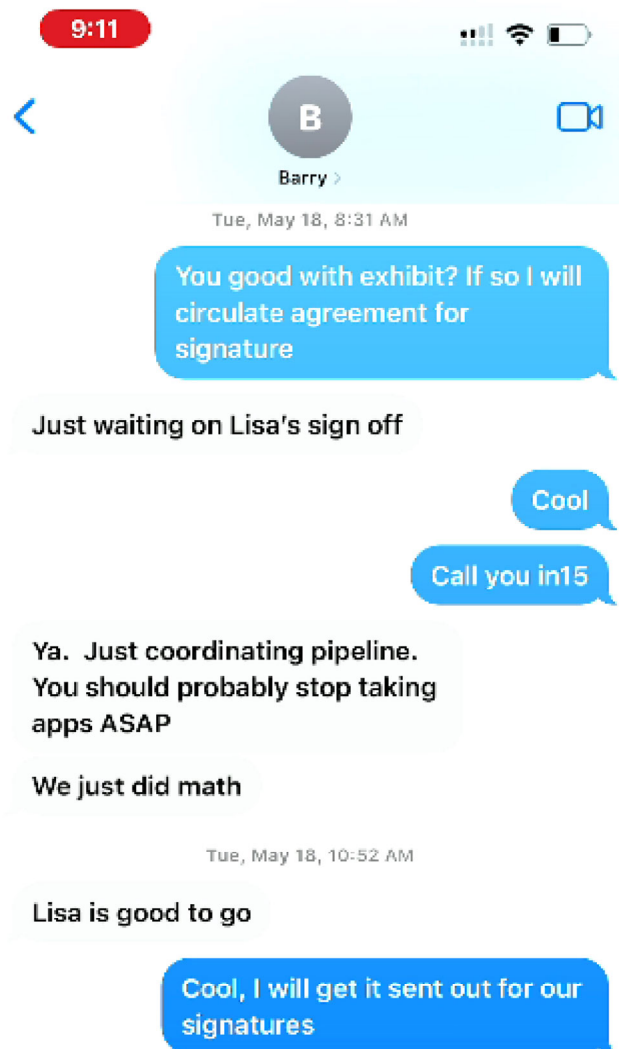 9:11
B
Barry >
Tue, May 18, 8:31 AM
You good with exhibit? If so I will
circulate agreement for
signature
Just waiting on Lisa's sign off
Cool
Call you in15
Ya.  Just coordinating pipeline.
You should probably stop taking
apps ASAP
We just did math
Tue, May 18, 10:52 AM
Lisa is good to go
Cool, I will get it sent out for our
signatures